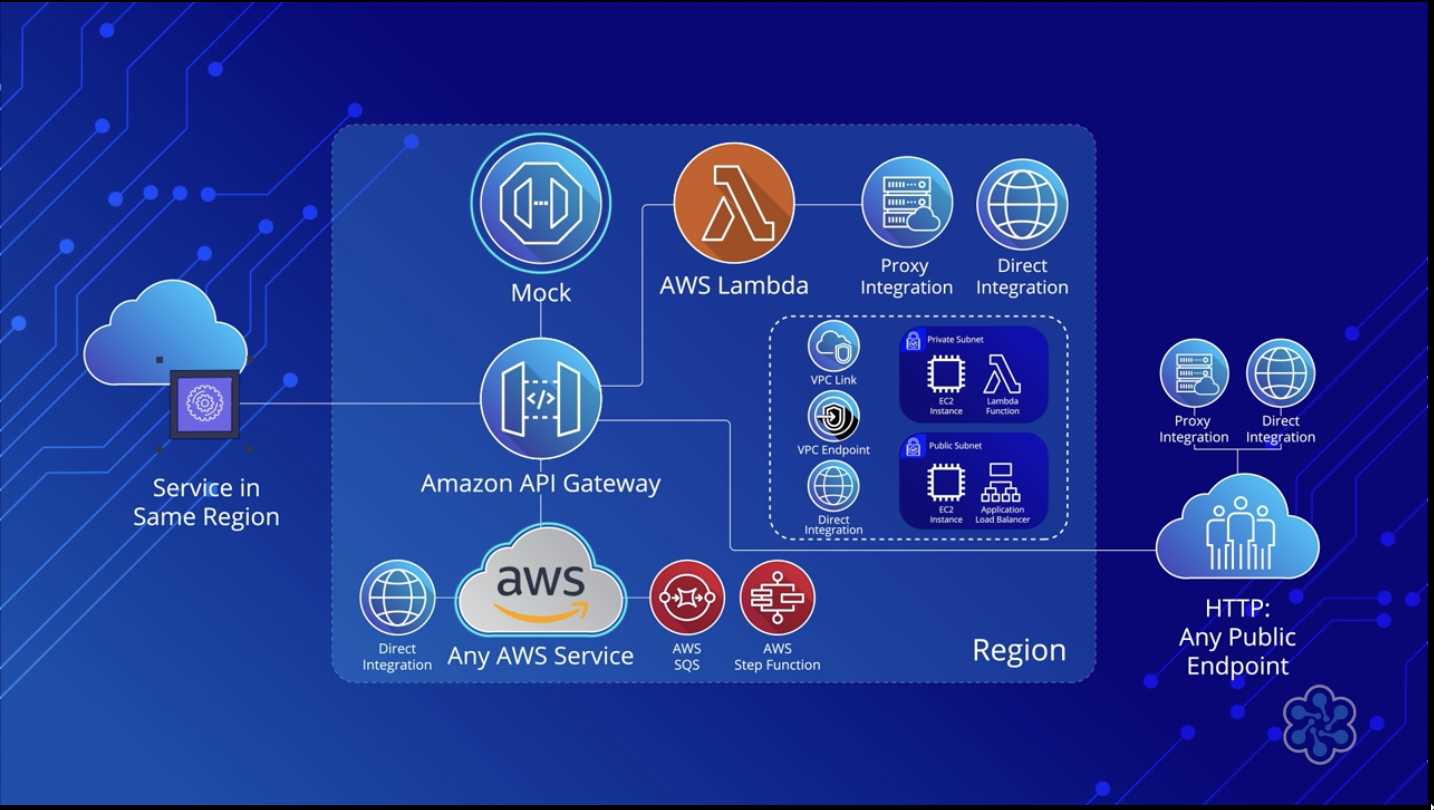 Mock
AWS Lambda
Proxy
Integration
Direct
Integration
VPC Link
VPC Endpoint
Direct
Integration
Private Subnet
EC2
Instance
Lambda
Function
Public Subnet
EC2
Instance
Application
Load Balancer
</>
Amazon API Gateway
Service in
Same Region
aws
Direct
Integration
Any AWS Service
AWS
SQS
AWS
Step Function
Region
Proxy
Integration
Direct
Integration
HTTP:
Any Public
Endpoint